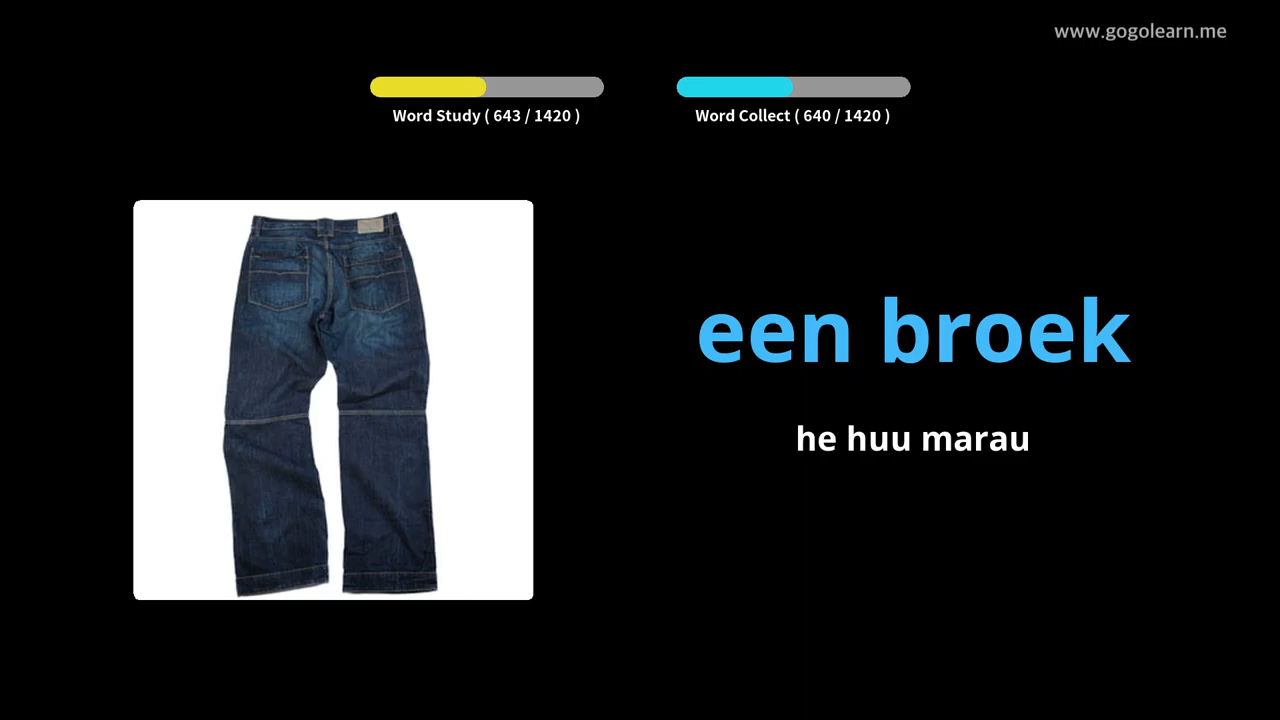 www.gogolearn.me
Word Study ( 643 / 1420 )
Word Collect ( 640 / 1420 )
een broek
he huu marau